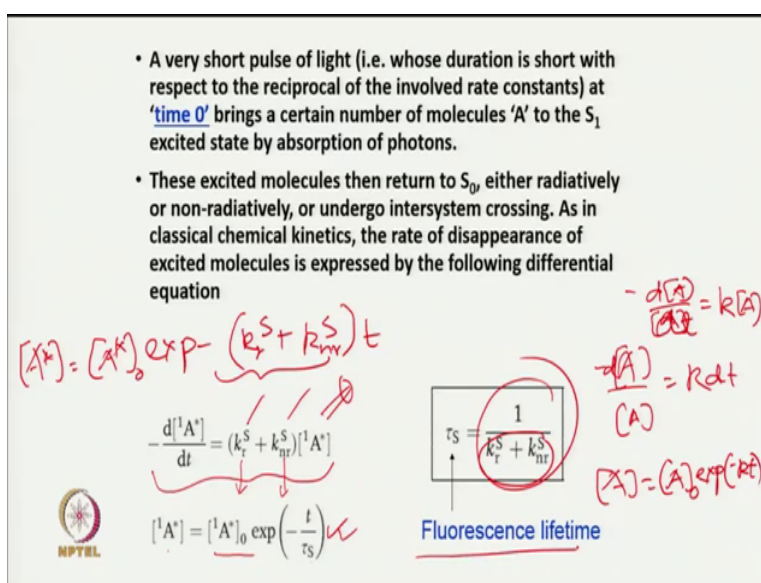 • A very short pulse of light (i.e. whose duration is short with
respect to the reciprocal of the involved rate constants) at
'time 0' brings a certain number of molecules 'A' to the S₁
excited state by absorption of photons.
• These excited molecules then return to S₀, either radiatively
or non-radiatively, or undergo intersystem crossing. As in
classical chemical kinetics, the rate of disappearance of
excited molecules is expressed by the following differential
equation
- d[A]/[d]t = k[A]
[A*] = [A*]₀ exp - (kᵣˢ + kₙᵣˢ) t
-d[A]/[A] = k dt
- d[¹A*]/dt = (kᵣˢ + kₙᵣˢ)[¹A*]
τₛ = 1/(kᵣˢ + kₙᵣˢ)
[A] = [A]₀ exp(-kt)
[¹A*] = [¹A*]₀ exp(- t/τₛ)
Fluorescence lifetime
NPTEL